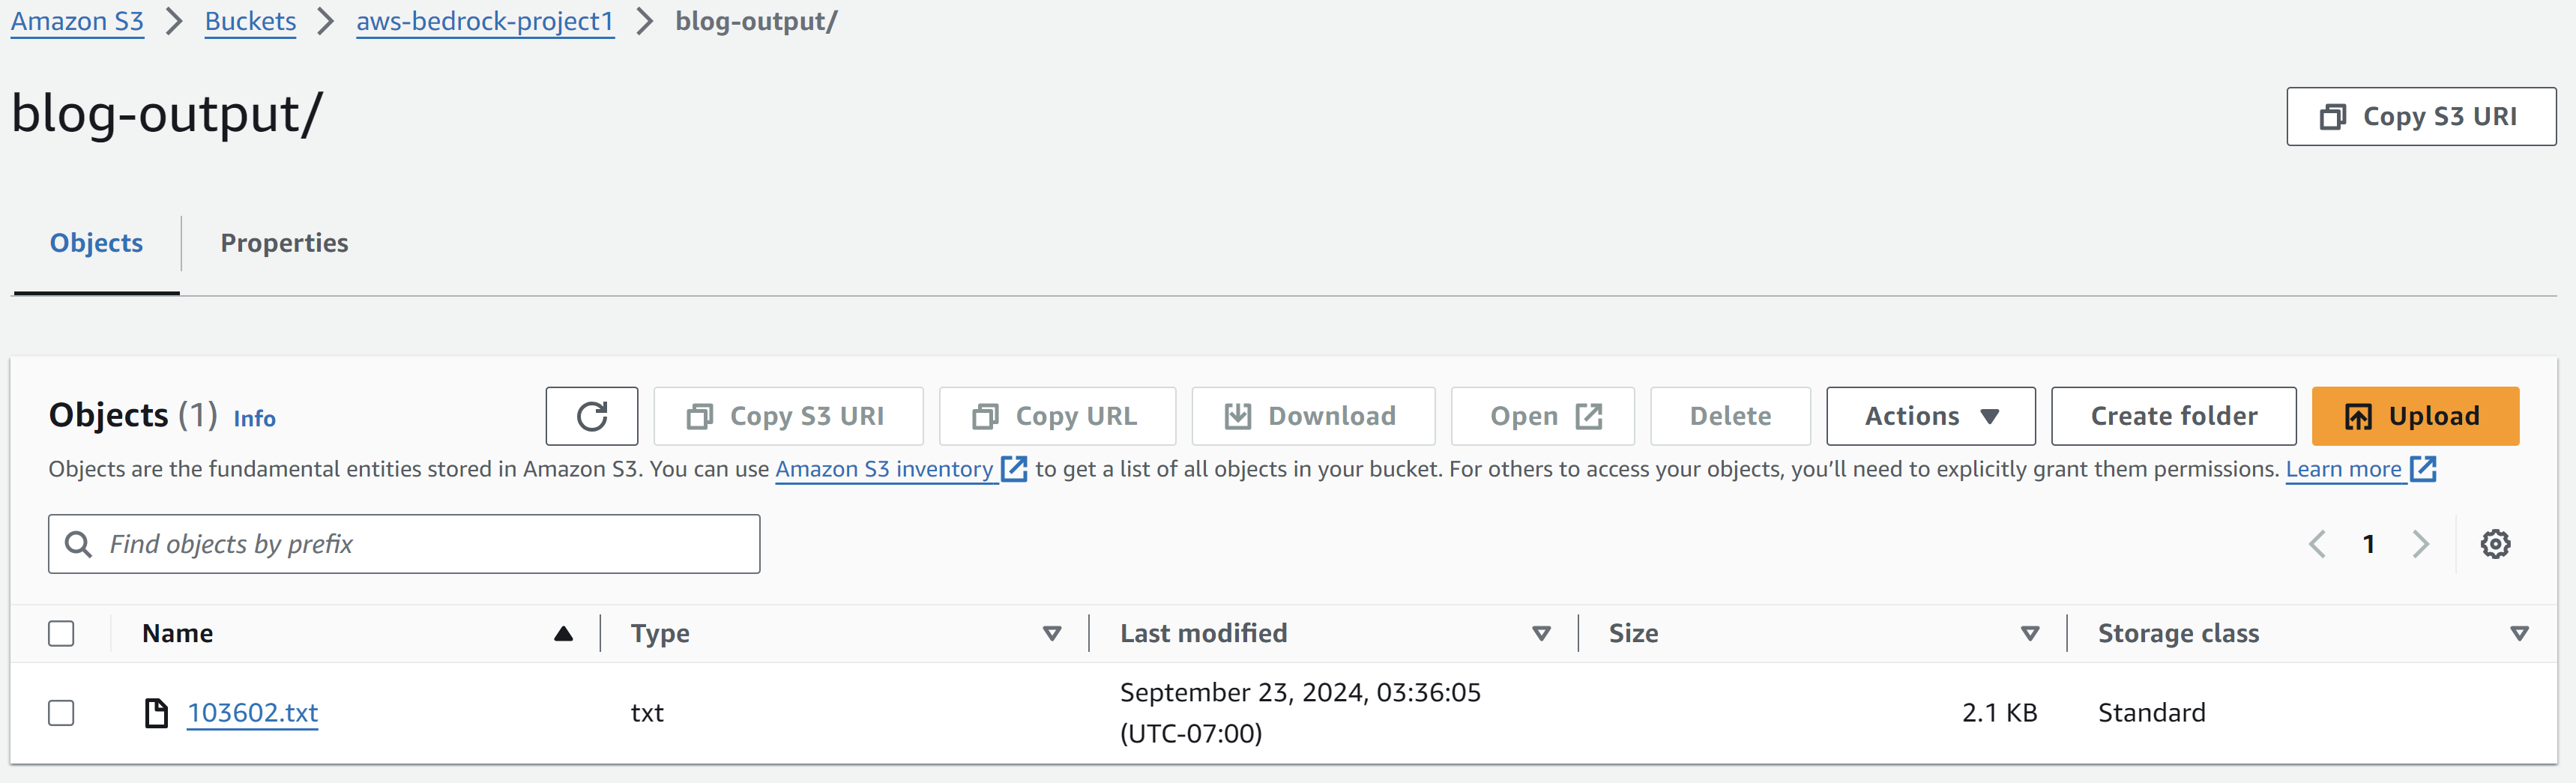 Amazon S3 > Buckets > aws-bedrock-project1 > blog-output/
blog-output/
Copy S3 URI
Objects
Properties
Objects (1) Info
Copy S3 URI
Copy URL
Download
Open
Delete
Actions
Create folder
Upload
Objects are the fundamental entities stored in Amazon S3. You can use Amazon S3 inventory to get a list of all objects in your bucket. For others to access your objects, you’ll need to explicitly grant them permissions. Learn more
Find objects by prefix
1
Name Type Last modified Size Storage class
103602.txt txt September 23, 2024, 03:36:05 2.1 KB Standard
(UTC-07:00)